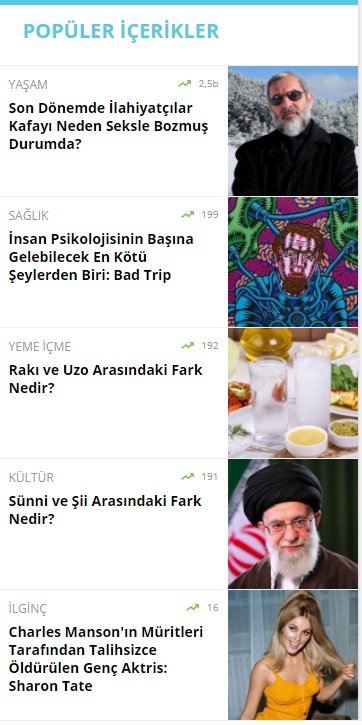 POPÜLER İÇERİKLER
YAŞAM 2,5b
Son Dönemde İlahiyatçılar
Kafayı Neden Seksle Bozmuş
Durumda?
SAĞLIK 199
İnsan Psikolojisinin Başına
Gelebilecek En Kötü
Şeylerden Biri: Bad Trip
YEME İÇME 192
Rakı ve Uzo Arasındaki Fark
Nedir?
KÜLTÜR 191
Sünni ve Şii Arasındaki Fark
Nedir?
İLGİNÇ 16
Charles Manson'ın Müritleri
Tarafından Talihsizce
Öldürülen Genç Aktris:
Sharon Tate